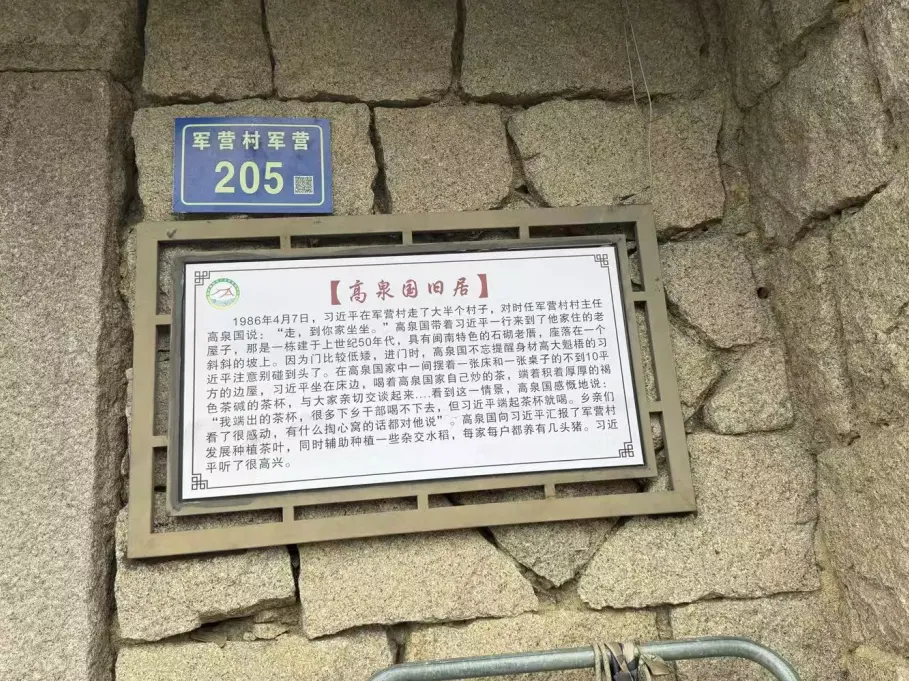 军营村军营
205
【高泉国旧居】
1986年4月7日，习近平在军营村走了大半个村子，对时任军营村村主任
高泉国说：“走，到你家坐坐。”高泉国带着习近平一行来到了他家住的老
屋子，那是一栋建于上世纪50年代，具有闽南特色的石砌老厝，座落在一个
斜斜的坡上。因为门比较低矮，进门时，高泉国不忘提醒身材高大魁梧的习
近平注意别碰到头了。在高泉国家中一间摆着一张床和一张桌子的不到10平
方的边屋，习近平坐在床边，喝着高泉国家自己炒的茶，端着积着厚厚的褐
色茶碱的茶杯，与大家亲切交谈起来....看到这一情景，高泉国感慨地说：
“我端出的茶杯，很多下乡干部喝不下去，但习近平端起茶杯就喝。乡亲们
看了很感动，有什么掏心窝的话都对他说”。高泉国向习近平汇报了军营村
发展种植茶叶，同时辅助种植一些杂交水稻，每家每户都养有几头猪。习近
平听了很高兴。